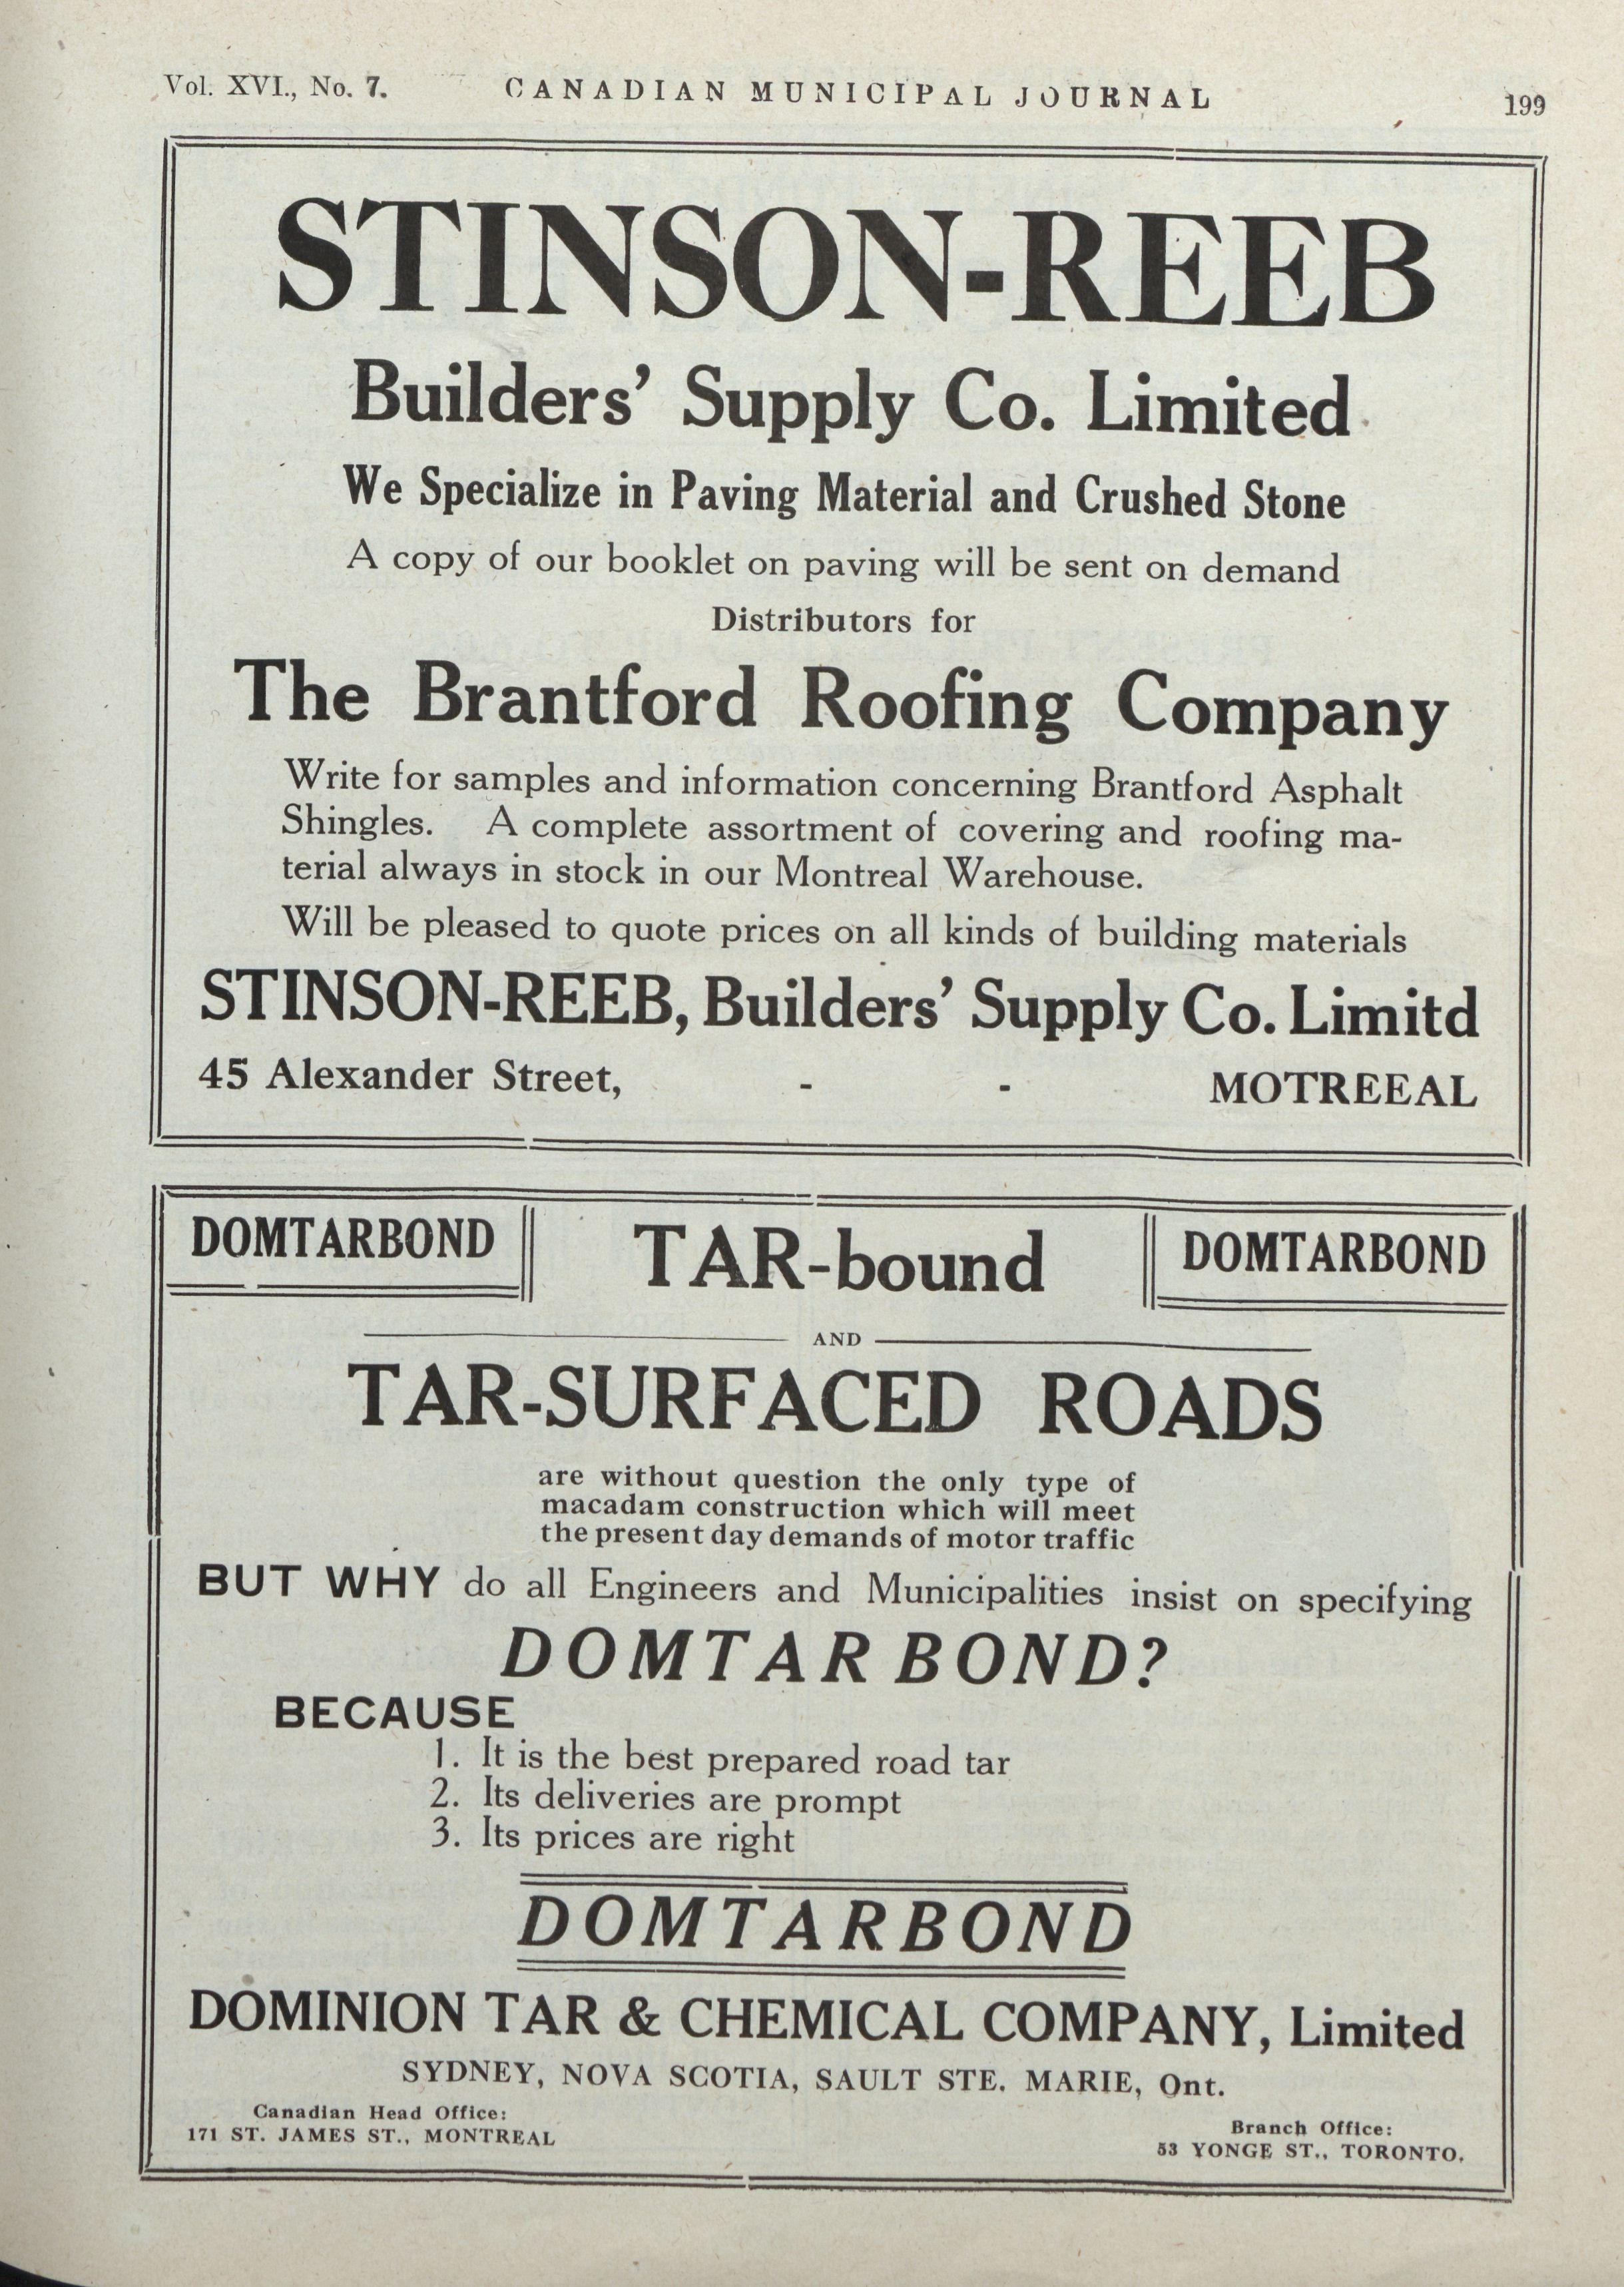 Vol. XVI., No. 7. CANADIAN MUNICIPAL JOURNAL 199
STINSON-REEB
Builders' Supply Co. Limited
We Specialize in Paving Material and Crushed Stone
A copy of our booklet on paving will be sent on demand
Distributors for
The Brantford Roofing Company
Write for samples and information concerning Brantford Asphalt
Shingles. A complete assortment of covering and roofing ma-
terial always in stock in our Montreal Warehouse.
Will be pleased to quote prices on all kinds of building materials
STINSON-REEB, Builders' Supply Co. Limitd
45 Alexander Street, - - MOTREEAL
DOMTARBOND TAR-bound DOMTARBOND
AND
TAR-SURFACED ROADS
are without question the only type of
macadam construction which will meet
the present day demands of motor traffic
BUT WHY do all Engineers and Municipalities insist on specifying
DOMTARBOND?
BECAUSE
1. It is the best prepared road tar
2. Its deliveries are prompt
3. Its prices are right
DOMTARBOND
DOMINION TAR & CHEMICAL COMPANY, Limited
SYDNEY, NOVA SCOTIA, SAULT STE. MARIE, Ont.
Canadian Head Office:
171 ST. JAMES ST., MONTREAL
Branch Office:
53 YONGE ST., TORONTO.